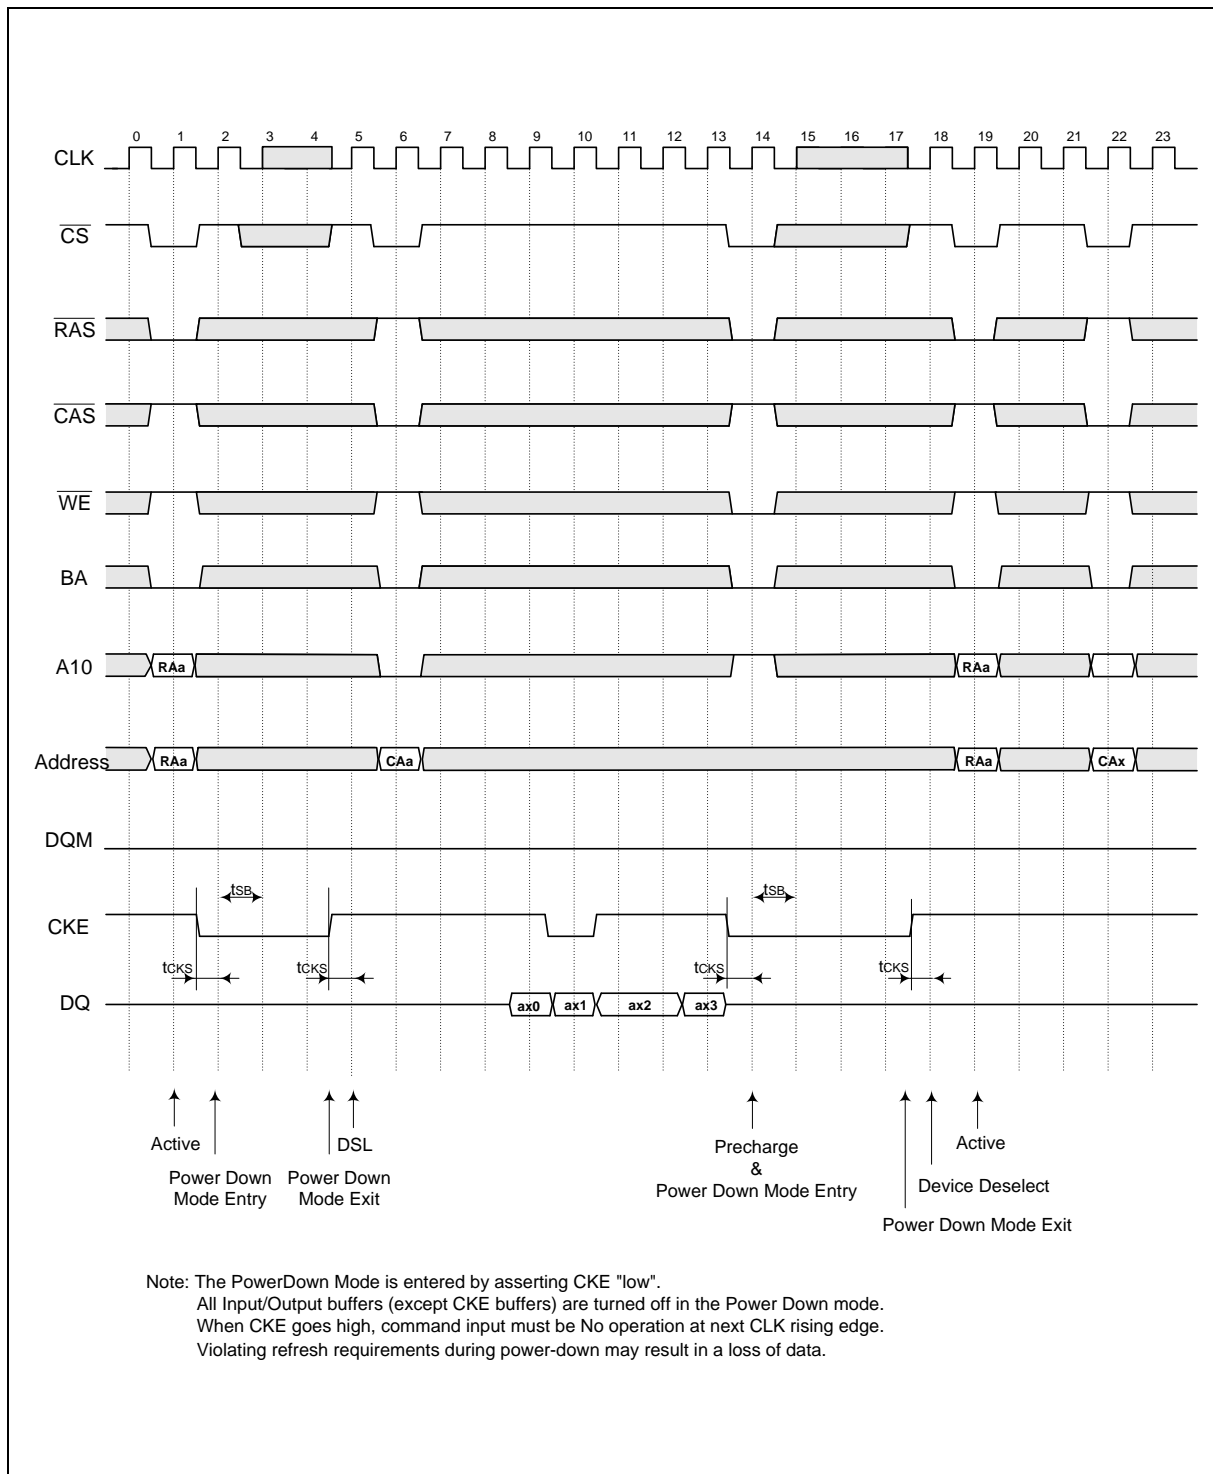 0 1 2 3 4 5 6 7 8 9 10 11 12 13 14 15 16 17 18 19 20 21 22 23
CLK
CS
RAS
CAS
WE
BA
A10 RAa RAa
Address RAa CAa RAa CAx
DQM
tSB tSB
CKE
tCKS tCKS tCKS tCKS
DQ ax0 ax1 ax2 ax3
Active DSL Precharge Active
&
Power Down Power Down Power Down Mode Entry Device Deselect
Mode Entry Mode Exit
Power Down Mode Exit
Note: The PowerDown Mode is entered by asserting CKE "low".
All Input/Output buffers (except CKE buffers) are turned off in the Power Down mode.
When CKE goes high, command input must be No operation at next CLK rising edge.
Violating refresh requirements during power-down may result in a loss of data.